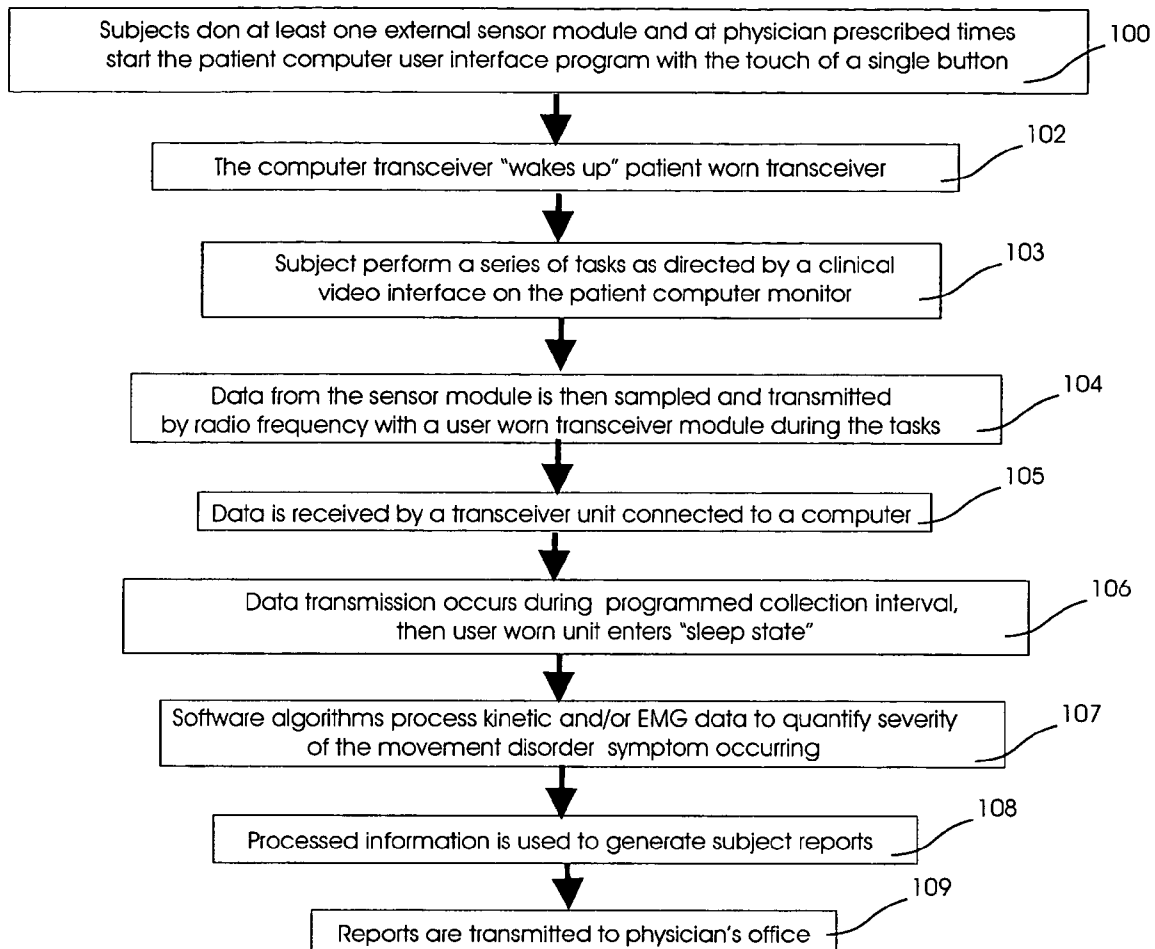 Subjects don at least one external sensor module and at physician prescribed times
start the patient computer user interface program with the touch of a single button
100
102
The computer transceiver “wakes up” patient worn transceiver
103
Subject perform a series of tasks as directed by a clinical
video interface on the patient computer monitor
104
Data from the sensor module is then sampled and transmitted
by radio frequency with a user worn transceiver module during the tasks
105
Data is received by a transceiver unit connected to a computer
106
Data transmission occurs during programmed collection interval,
then user worn unit enters “sleep state”
107
Software algorithms process kinetic and/or EMG data to quantify severity
of the movement disorder symptom occurring
108
Processed information is used to generate subject reports
109
Reports are transmitted to physician's office